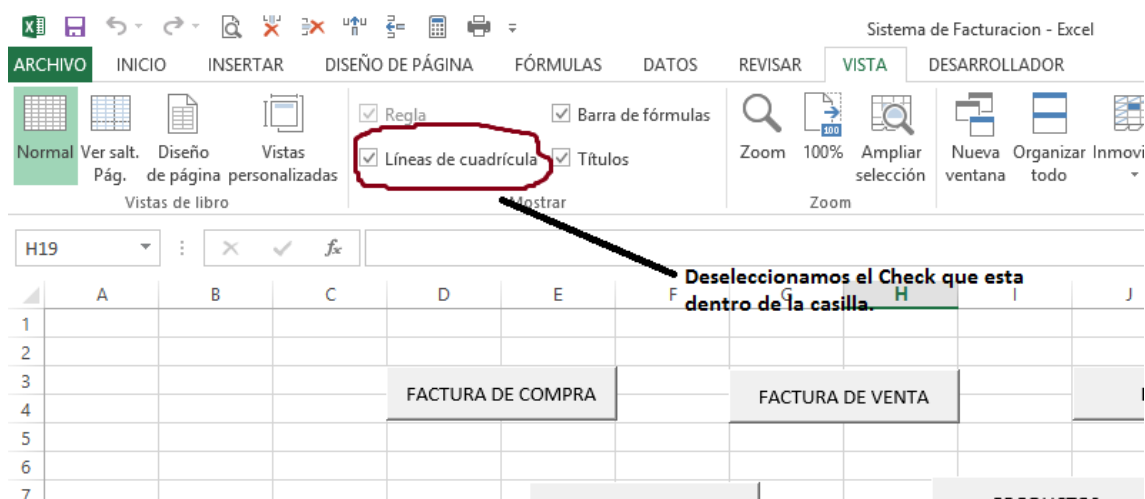 Sistema de Facturacion - Excel
ARCHIVO INICIO INSERTAR DISEÑO DE PÁGINA FÓRMULAS DATOS REVISAR VISTA DESARROLLADOR
Regla Barra de fórmulas
Líneas de cuadrícula Títulos
Normal Ver salt. Pág. Diseño de página Vistas personalizadas
Zoom 100% Ampliar selección Nueva ventana Organizar todo Inmovi
100
Vistas de libro Mostrar Zoom
H19 fx
Deseleccionamos el Check que esta
dentro de la casilla.
A B C D E F G H I J
1
2
3
4
5
6
7
FACTURA DE COMPRA FACTURA DE VENTA
PRODUCTOS